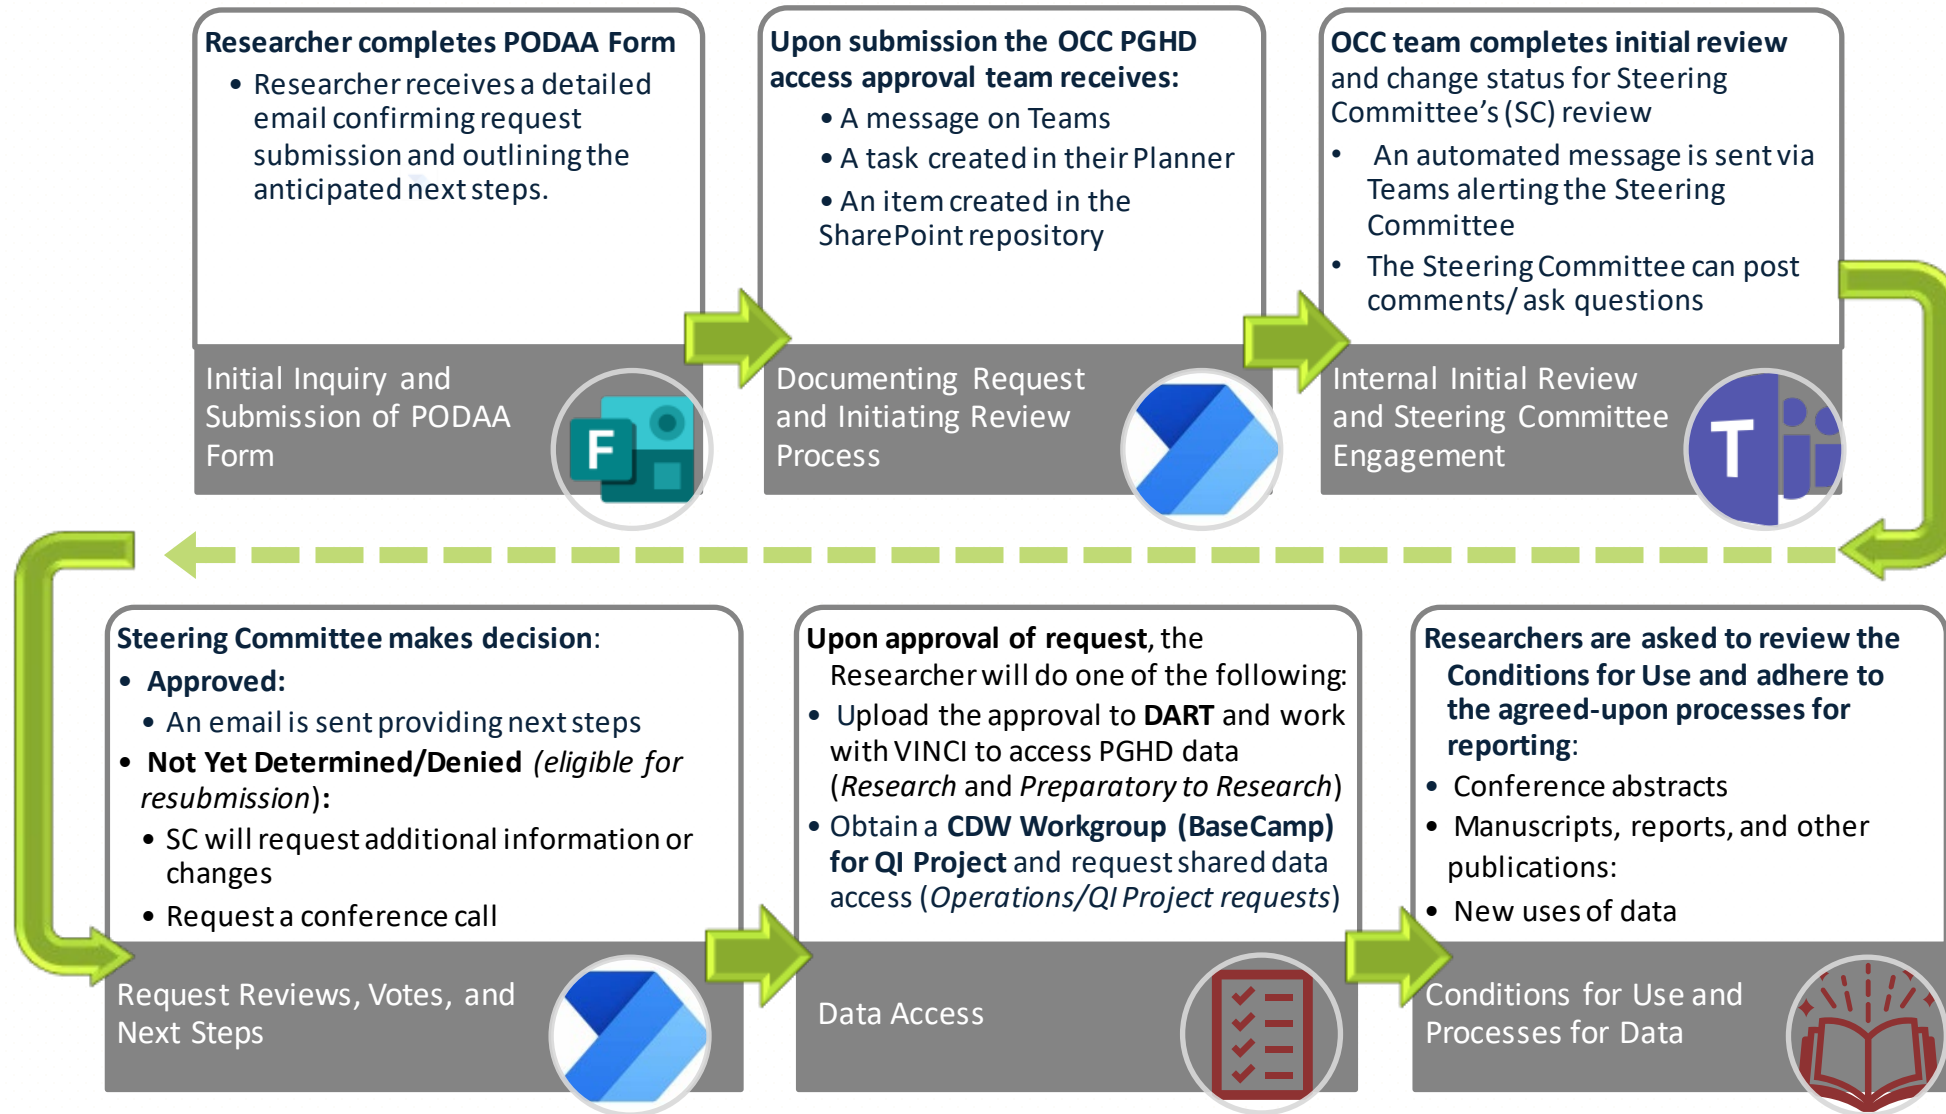 Researcher completes PODAA Form
• Researcher receives a detailed
email confirming request
submission and outlining the
anticipated next steps.
Initial Inquiry and
Submission of PODAA
Form
F
Upon submission the OCC PGHD
access approval team receives:
• A message on Teams
• A task created in their Planner
• An item created in the
SharePoint repository
Documenting Request
and Initiating Review
Process
OCC team completes initial review
and change status for Steering
Committee's (SC) review
• An automated message is sent via
Teams alerting the Steering
Committee
• The Steering Committee can post
comments/ ask questions
Internal Initial Review
and Steering Committee
Engagement
T
Steering Committee makes decision:
• Approved:
• An email is sent providing next steps
• Not Yet Determined/Denied (eligible for
resubmission):
• SC will request additional information or
changes
• Request a conference call
Request Reviews, Votes, and
Next Steps
Upon approval of request, the
Researcher will do one of the following:
• Upload the approval to DART and work
with VINCI to access PGHD data
(Research and Preparatory to Research)
• Obtain a CDW Workgroup (BaseCamp)
for QI Project and request shared data
access (Operations/QI Project requests)
Data Access
Researchers are asked to review the
Conditions for Use and adhere to
the agreed-upon processes for
reporting:
• Conference abstracts
• Manuscripts, reports, and other
publications:
• New uses of data
Conditions for Use and
Processes for Data